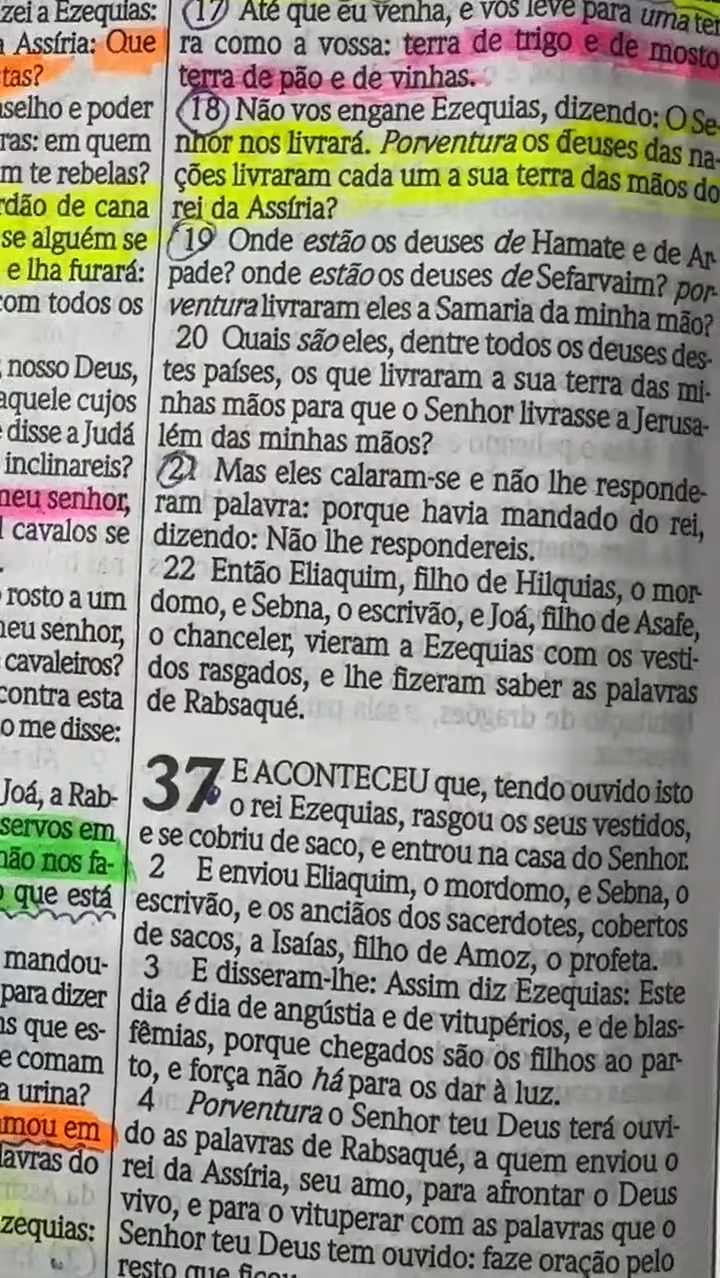 zei a Ezequias:
Assíria: Que
tas?
selho e poder
ras: em quem
m te rebelas?
rdão de cana
se alguém se
e lha furará:
com todos os
nosso Deus,
aquele cujos
disse a Judá
inclinareis?
meu senhor,
cavalos se
rosto a um
meu senhor,
cavaleiros?
contra esta
o me disse:
Joá, a Rab-
servos em
não nos fa-
que está
mandou-
para dizer
as que es-
e comam
a urina?
mou em
lavras do
zequias:
17 Até que eu venha, e vos leve para uma ter
ra como a vossa: terra de trigo e de mosto
terra de pão e de vinhas.
18 Não vos engane Ezequias, dizendo: O Se-
nhor nos livrará. Porventura os deuses das na-
ções livraram cada um a sua terra das mãos do
rei da Assíria?
19 Onde estão os deuses de Hamate e de Ar
pade? onde estão os deuses de Sefarvaim? por-
ventura livraram eles a Samaria da minha mão?
20 Quais são eles, dentre todos os deuses des-
tes países, os que livraram a sua terra das mi-
nhas mãos para que o Senhor livrasse a Jerusa-
lém das minhas mãos?
21 Mas eles calaram-se e não lhe responde-
ram palavra: porque havia mandado do rei,
dizendo: Não lhe respondereis.
22 Então Eliaquim, filho de Hilquias, o mor-
domo, e Sebna, o escrivão, e Joá, filho de Asafe,
o chanceler, vieram a Ezequias com os vesti-
dos rasgados, e lhe fizeram saber as palavras
de Rabsaqué.
37 E ACONTECEU que, tendo ouvido isto
o rei Ezequias, rasgou os seus vestidos,
e se cobriu de saco, e entrou na casa do Senhor.
2 E enviou Eliaquim, o mordomo, e Sebna, o
escrivão, e os anciãos dos sacerdotes, cobertos
de sacos, a Isaías, filho de Amoz, o profeta.
3 E disseram-lhe: Assim diz Ezequias: Este
dia é dia de angústia e de vitupérios, e de blas-
fêmias, porque chegados são os filhos ao par-
to, e força não há para os dar à luz.
4 Porventura o Senhor teu Deus terá ouvi-
do as palavras de Rabsaqué, a quem enviou o
rei da Assíria, seu amo, para afrontar o Deus
vivo, e para o vituperar com as palavras que o
Senhor teu Deus tem ouvido: faze oração pelo
resto que